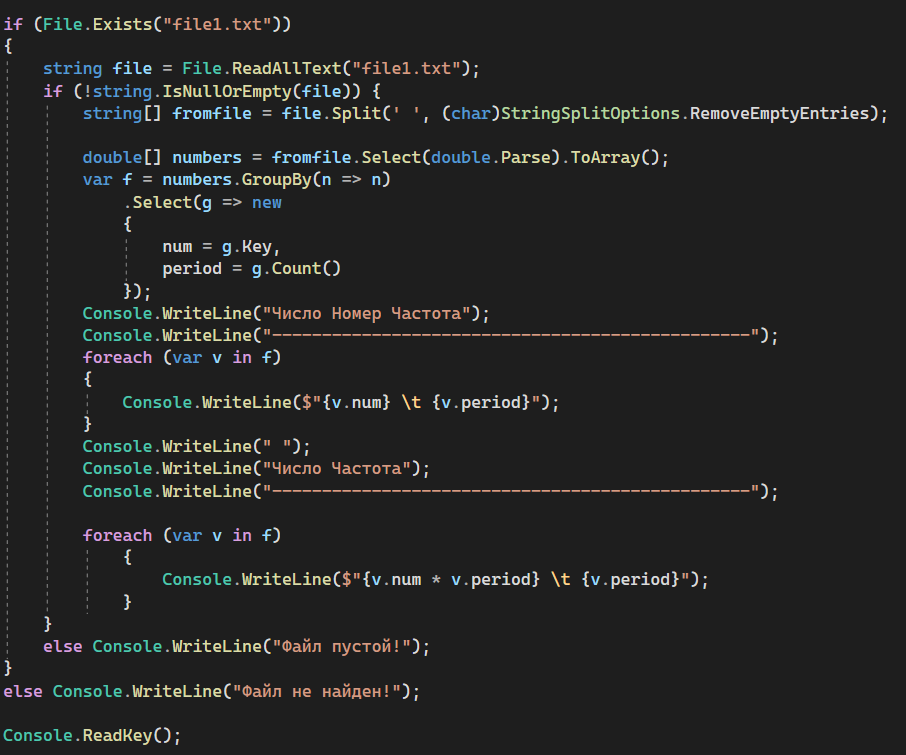 if (File.Exists("file1.txt"))
{
    string file = File.ReadAllText("file1.txt");
    if (!string.IsNullOrEmpty(file)) {
        string[] fromfile = file.Split(' ', (char)StringSplitOptions.RemoveEmptyEntries);

        double[] numbers = fromfile.Select(double.Parse).ToArray();
        var f = numbers.GroupBy(n => n)
            .Select(g => new
            {
                num = g.Key,
                period = g.Count()
            });
        Console.WriteLine("Число Номер Частота");
        Console.WriteLine("------------------------------------------------");
        foreach (var v in f)
        {
            Console.WriteLine($"{v.num} \t {v.period}");
        }
        Console.WriteLine(" ");
        Console.WriteLine("Число Частота");
        Console.WriteLine("------------------------------------------------");

        foreach (var v in f)
            {
                Console.WriteLine($"{v.num * v.period} \t {v.period}");
            }
    }
    else Console.WriteLine("Файл пустой!");
}
else Console.WriteLine("Файл не найден!");

Console.ReadKey();